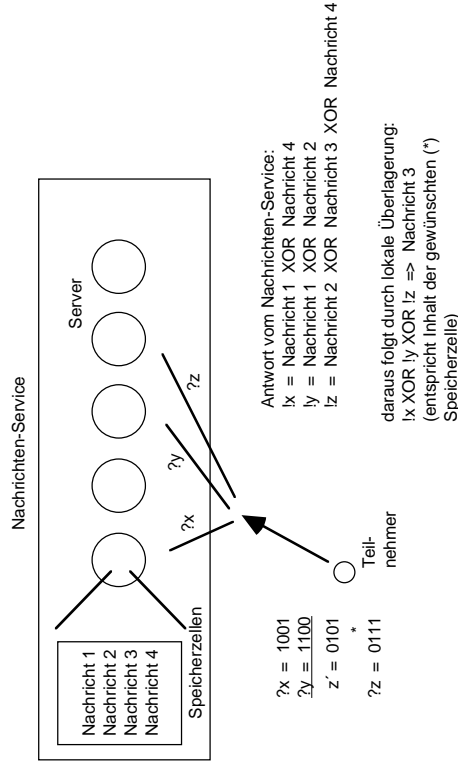 Nachrichten-Service
Server
Nachricht 1
Nachricht 2
Nachricht 3
Nachricht 4
Speicherzellen
?x
?y
?z
Teil-
nehmer
?x = 1001
?y = 1100
z´ = 0101
*
?z = 0111
Antwort vom Nachrichten-Service:
!x = Nachricht 1 XOR Nachricht 4
!y = Nachricht 1 XOR Nachricht 2
!z = Nachricht 2 XOR Nachricht 3 XOR Nachricht 4
daraus folgt durch lokale Überlagerung:
!x XOR !y XOR !z => Nachricht 3
(entspricht Inhalt der gewünschten (*)
Speicherzelle)